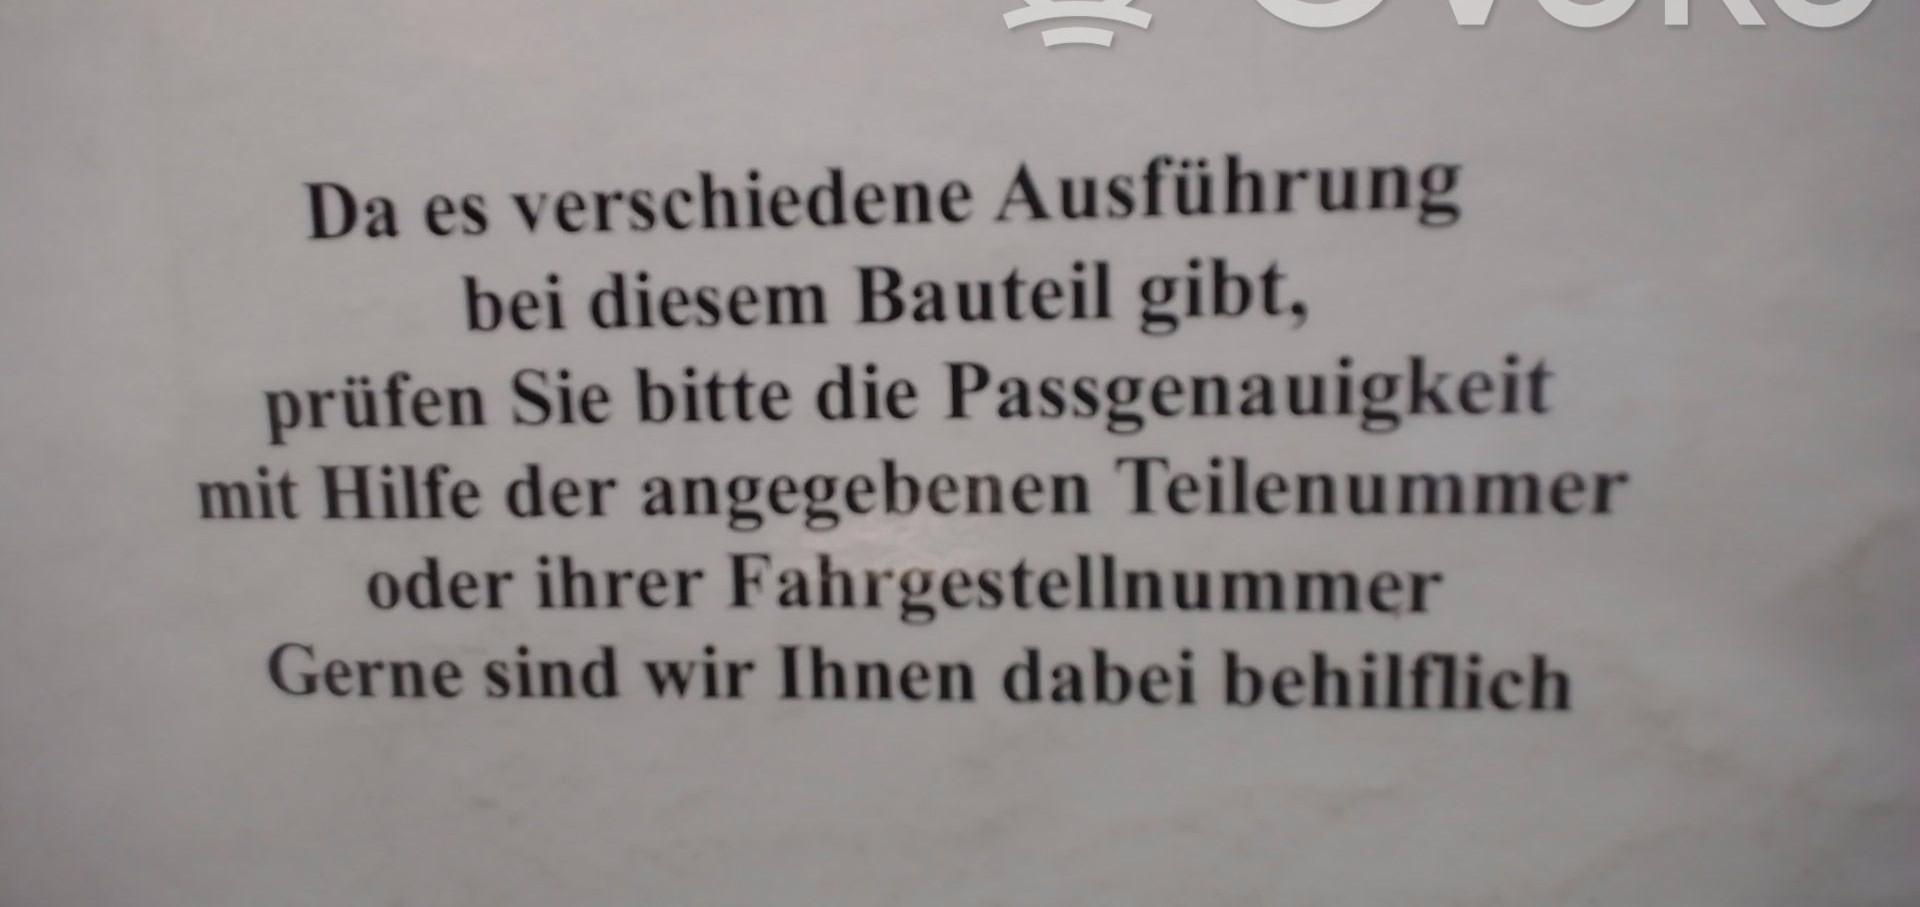 Da es verschiedene Ausführung
bei diesem Bauteil gibt,
prüfen Sie bitte die Passgenauigkeit
mit Hilfe der angegebenen Teilenummer
oder ihrer Fahrgestellnummer
Gerne sind wir Ihnen dabei behilflich